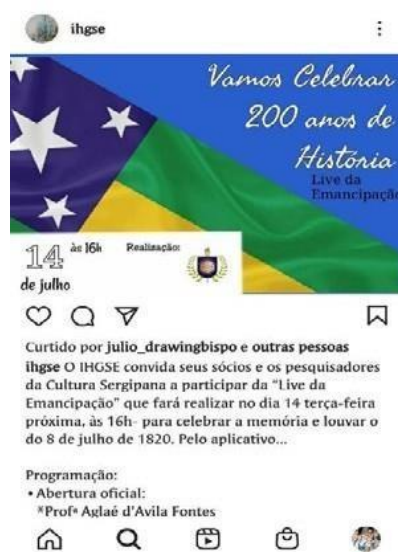 ihgse
Vamos Celebrar
200 anos de
História
Live da
Emancipação
14 às 16h Realização:
de julho
Curtido por julio_drawingbispo e outras pessoas
ihgse O IHGSE convida seus sócios e os pesquisadores
da Cultura Sergipana a participar da “Live da
Emancipação” que fará realizar no dia 14 terça-feira
próxima, às 16h- para celebrar a memória e louvar o
do 8 de julho de 1820. Pelo aplicativo...
Programação:
• Abertura oficial:
*Profª Aglaé d'Avila Fontes